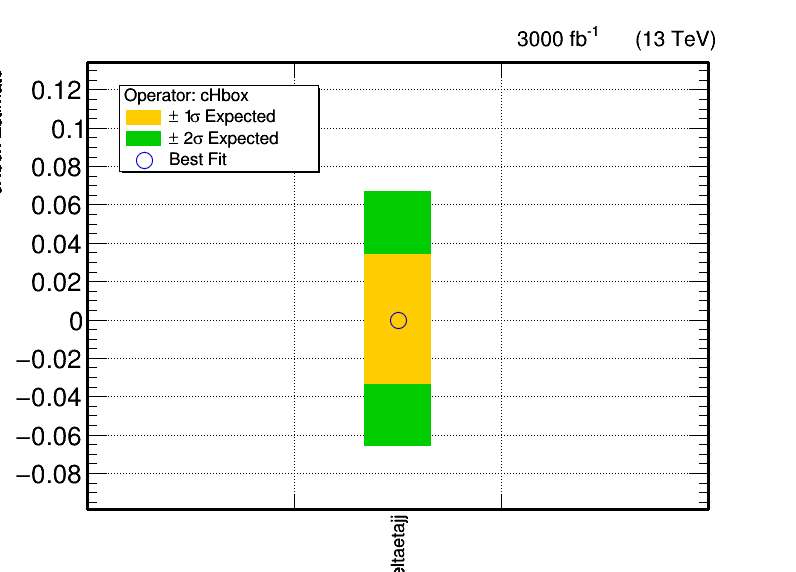 3000 fb-1 (13 TeV)
Operator: cHbox
± 1σ Expected
± 2σ Expected
Best Fit
0.12
0.1
0.08
0.06
0.04
0.02
0
−0.02
−0.04
−0.06
−0.08
eltaetajj